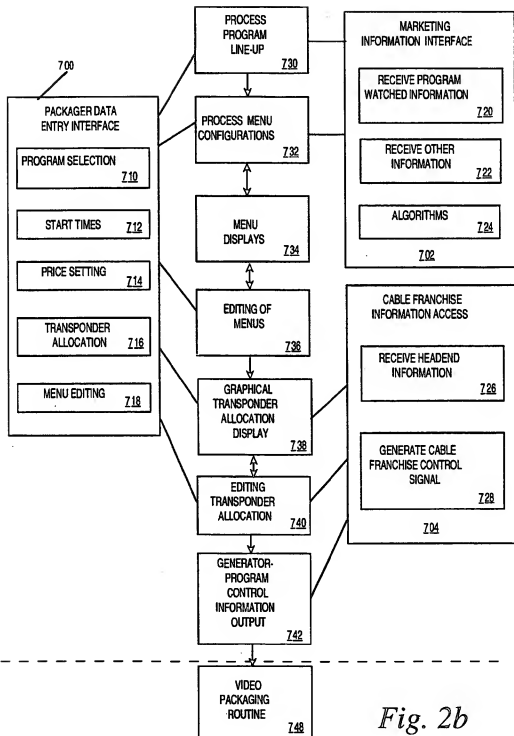 700
PACKAGER DATA
ENTRY INTERFACE
PROGRAM SELECTION
710
START TIMES
712
PRICE SETTING
714
TRANSPONDER
ALLOCATION
716
MENU EDITING
718
PROCESS
PROGRAM
LINE-UP
730
PROCESS MENU
CONFIGURATIONS
732
MENU
DISPLAYS
734
EDITING OF
MENUS
736
GRAPHICAL
TRANSPONDER
ALLOCATION
DISPLAY
738
EDITING
TRANSPONDER
ALLOCATION
740
GENERATOR-
PROGRAM
CONTROL
INFORMATION
OUTPUT
742
VIDEO
PACKAGING
ROUTINE
748
MARKETING
INFORMATION INTERFACE
RECEIVE PROGRAM
WATCHED INFORMATION
720
RECEIVE OTHER
INFORMATION
722
ALGORITHMS
724
702
CABLE FRANCHISE
INFORMATION ACCESS
RECEIVE HEADEND
INFORMATION
726
GENERATE CABLE
FRANCHISE CONTROL
SIGNAL
728
704
Fig. 2b